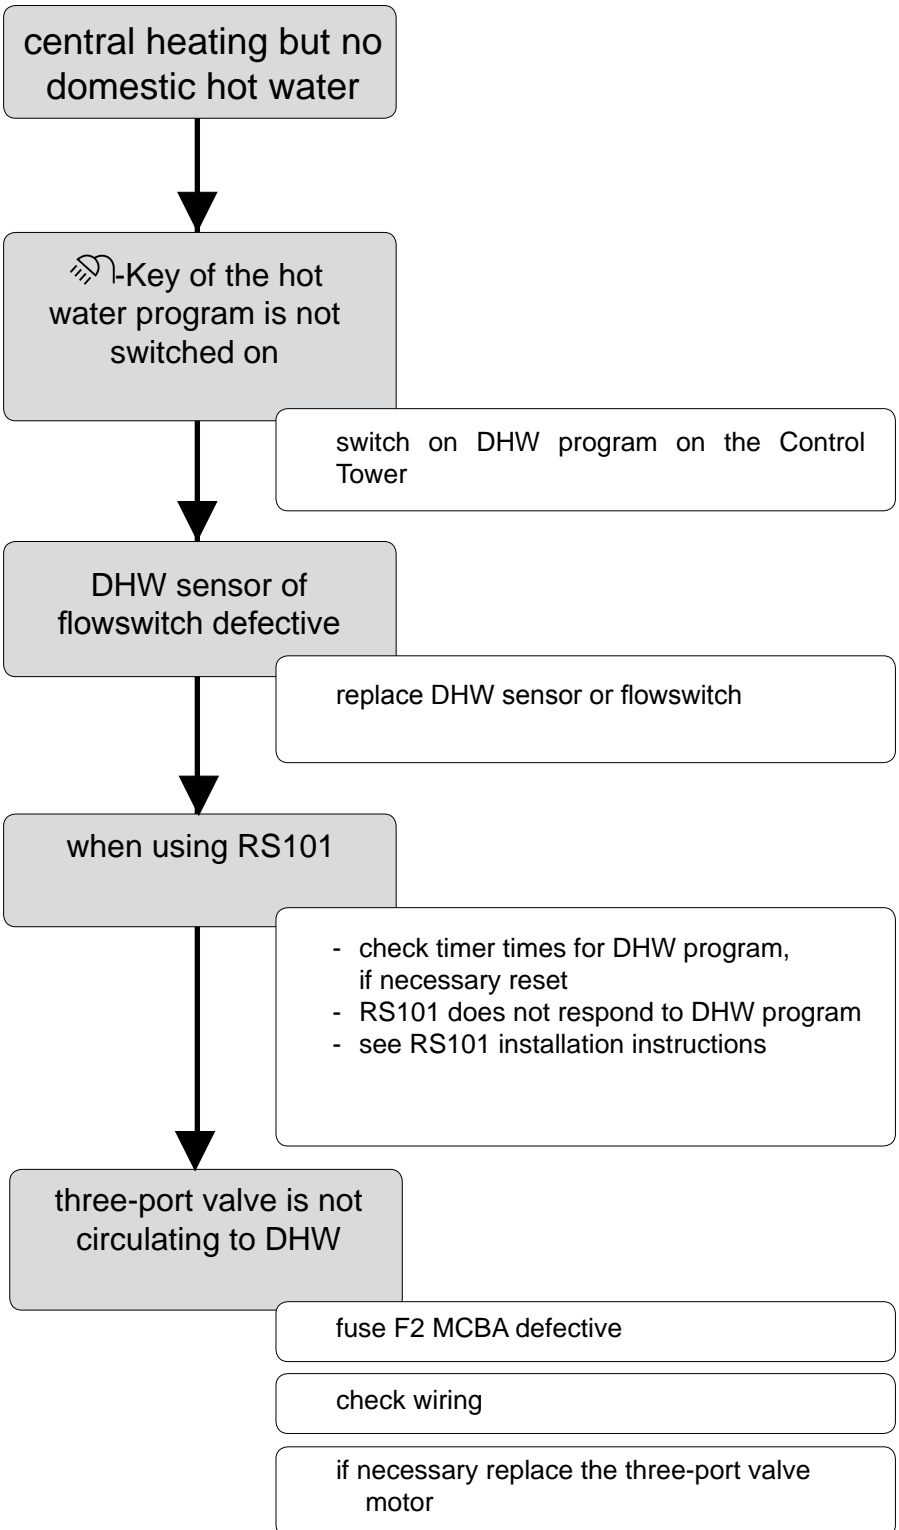 central heating but no
domestic hot water
-Key of the hot
water program is not
switched on
switch on DHW program on the Control
Tower
DHW sensor of
flowswitch defective
replace DHW sensor or flowswitch
when using RS101
- check timer times for DHW program,
if necessary reset
- RS101 does not respond to DHW program
- see RS101 installation instructions
three-port valve is not
circulating to DHW
fuse F2 MCBA defective
check wiring
if necessary replace the three-port valve
motor